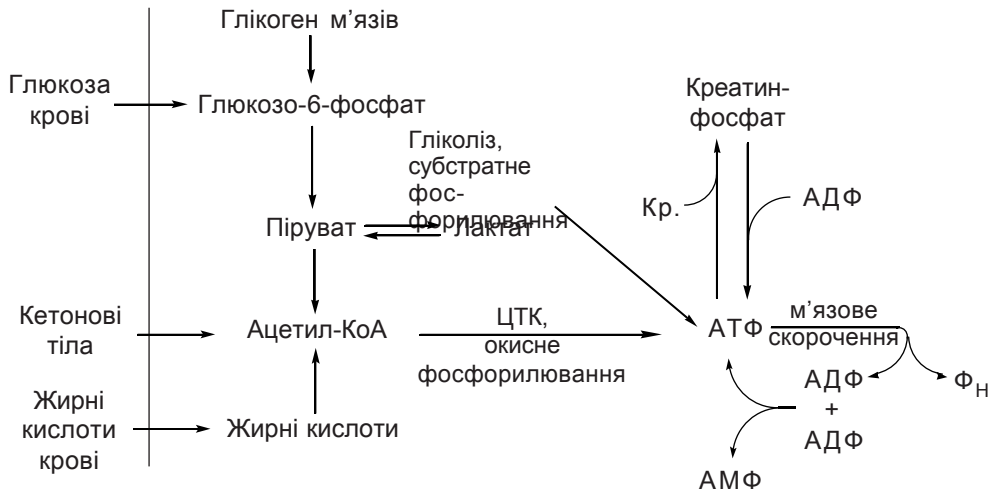 Глікоген м’язів
Глюкоза
крові
Глюкозо-6-фосфат
Креатин-
фосфат
Гліколіз,
субстратне
фос-
форилювання
Кр.
АДФ
Піруват
Лактат
Кетонові
тіла
Ацетил-КоА
ЦТК,
окисне
фосфорилювання
АТФ
м’язове
скорочення
АДФ
+
АДФ
ФН
Жирні
кислоти
крові
Жирні кислоти
АМФ